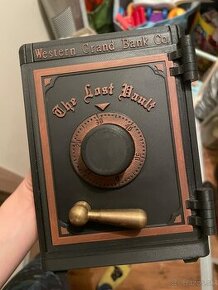 Western Grand Bank Co.
The Lost Vault